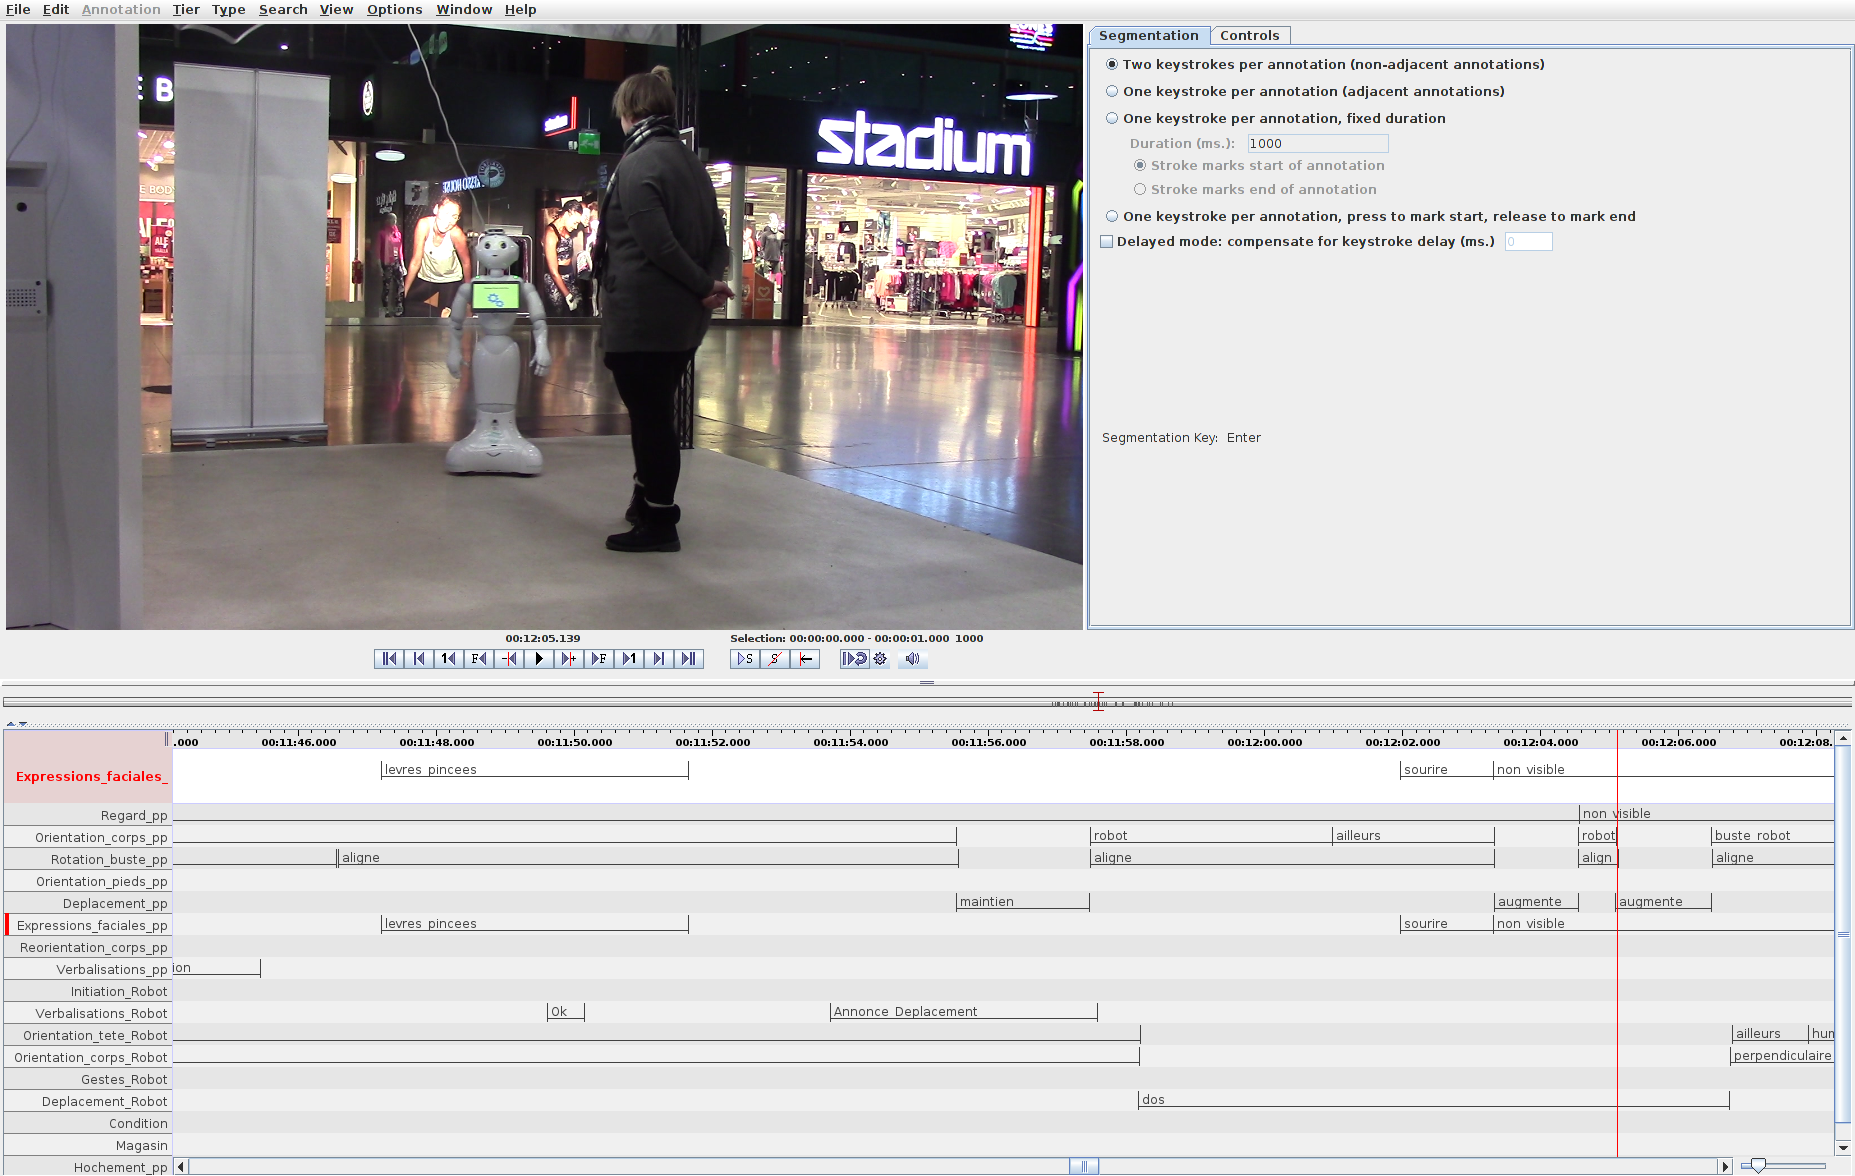 File Edit Annotation Tier Type Search View Options Window Help
stadium
Segmentation Controls
Two keystrokes per annotation (non-adjacent annotations)
One keystroke per annotation (adjacent annotations)
One keystroke per annotation, fixed duration
Duration (ms.): 1000
Stroke marks start of annotation
Stroke marks end of annotation
One keystroke per annotation, press to mark start, release to mark end
Delayed mode: compensate for keystroke delay (ms.) 0
Segmentation Key: Enter
00:12:05.139
Selection: 00:00:00.000 - 00:00:01.000 1000
1 F F 1 S S
.000 00:11:46.000 00:11:48.000 00:11:50.000 00:11:52.000 00:11:54.000 00:11:56.000 00:11:58.000 00:12:00.000 00:12:02.000 00:12:04.000 00:12:06.000 00:12:08.
Expressions_faciales_ levres pincees sourire non visible
Regard_pp non visible
Orientation_corps_pp robot ailleurs robot buste robot
Rotation_buste_pp aligne aligne align aligne
Orientation_pieds_pp
Deplacement_pp maintien augmente augmente
Expressions_faciales_pp levres pincees sourire non visible
Reorientation_corps_pp
Verbalisations_pp ion
Initiation_Robot
Verbalisations_Robot Ok Annonce Deplacement
Orientation_tete_Robot ailleurs hum
Orientation_corps_Robot perpendiculaire
Gestes_Robot
Deplacement_Robot dos
Condition
Magasin
Hochement_pp